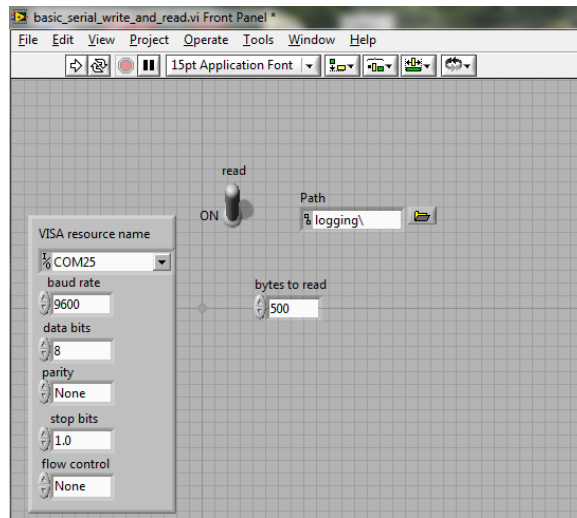 basic_serial_write_and_read.vi Front Panel *
File Edit View Project Operate Tools Window Help
15pt Application Font
read
ON
Path
logging\
VISA resource name
COM25
baud rate
9600
bytes to read
500
data bits
8
parity
None
stop bits
1.0
flow control
None